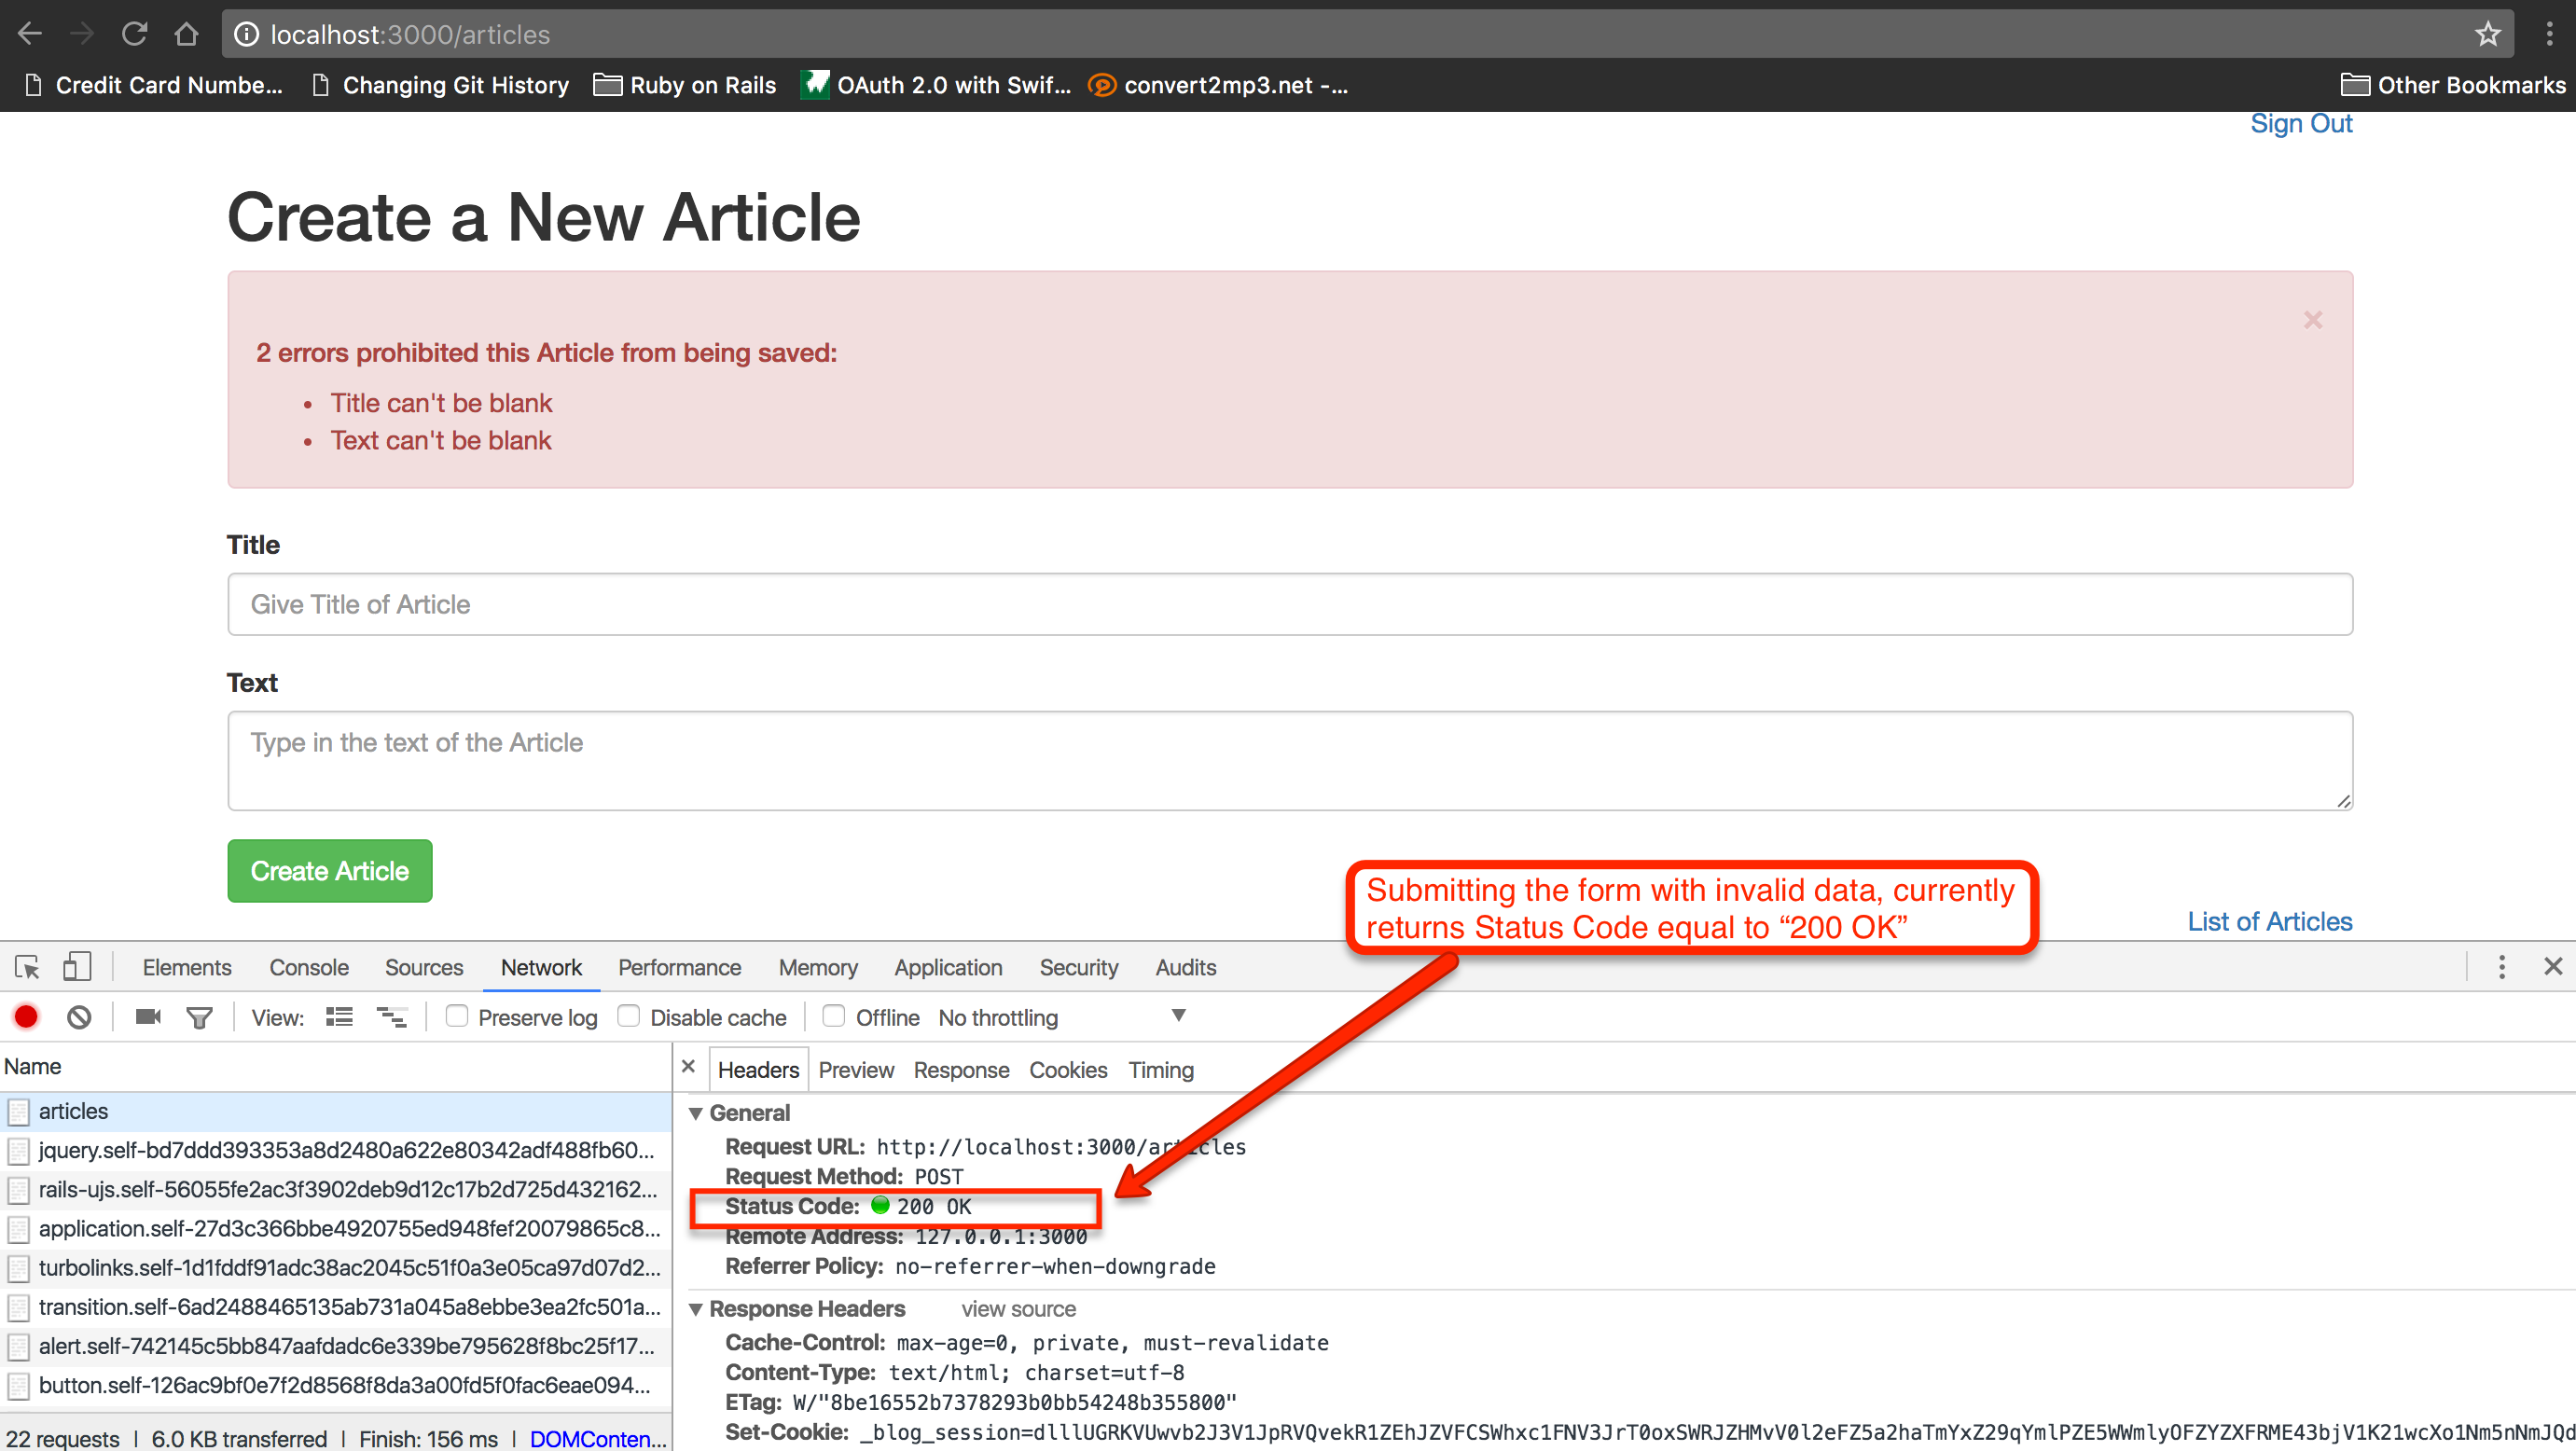 localhost:3000/articles
Credit Card Numbe... Changing Git History Ruby on Rails OAuth 2.0 with Swif... convert2mp3.net -... Other Bookmarks
Sign Out
Create a New Article
×
2 errors prohibited this Article from being saved:
• Title can't be blank
• Text can't be blank
Title
Give Title of Article
Text
Type in the text of the Article
Create Article
Submitting the form with invalid data, currently
returns Status Code equal to “200 OK”
List of Articles
Elements Console Sources Network Performance Memory Application Security Audits
View: Preserve log Disable cache Offline No throttling
Name
Headers Preview Response Cookies Timing
articles
jquery.self-bd7ddd393353a8d2480a622e80342adf488fb60...
rails-ujs.self-56055fe2ac3f3902deb9d12c17b2d725d432162...
application.self-27d3c366bbe4920755ed948fef20079865c8...
turbolinks.self-1d1fddf91adc38ac2045c51f0a3e05ca97d07d2...
transition.self-6ad2488465135ab731a045a8ebbe3ea2fc501a...
alert.self-742145c5bb847aafdadc6e339be795628f8bc25f17...
button.self-126ac9bf0e7f2d8568f8da3a00fd5f0fac6eae094...
22 requests | 6.0 KB transferred | Finish: 156 ms | DOMConten...
General
Request URL: http://localhost:3000/articles
Request Method: POST
Status Code: 200 OK
Remote Address: 127.0.0.1:3000
Referrer Policy: no-referrer-when-downgrade
Response Headers view source
Cache-Control: max-age=0, private, must-revalidate
Content-Type: text/html; charset=utf-8
ETag: W/"8be16552b7378293b0bb54248b355800"
Set-Cookie: